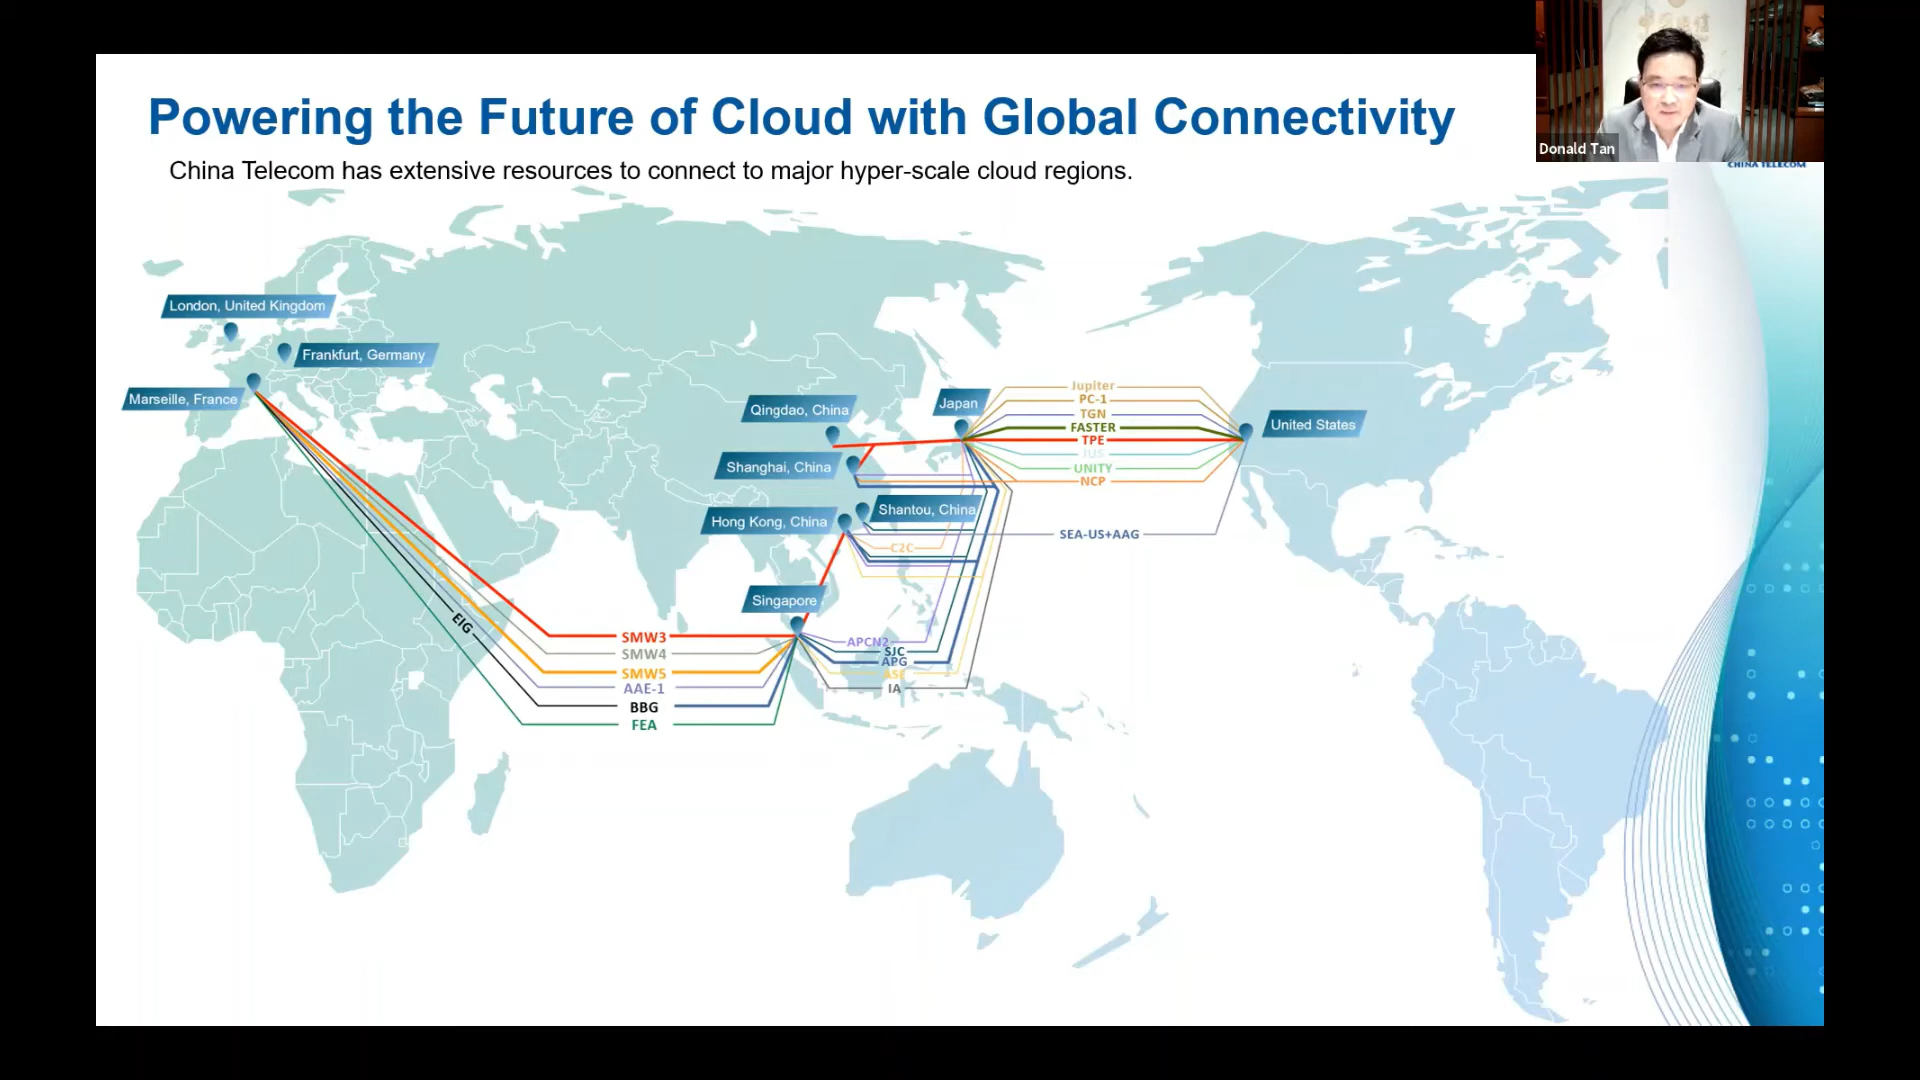 Powering the Future of Cloud with Global Connectivity
China Telecom has extensive resources to connect to major hyper-scale cloud regions.
Donald Tan
CHINA TELECOM
London, United Kingdom
Frankfurt, Germany
Marseille, France
Qingdao, China
Japan
Shanghai, China
Hong Kong, China
Shantou, China
Singapore
United States
Jupiter
PC-1
TGN
FASTER
TPE
JUS
UNITY
NCP
SEA-US+AAG
C2C
EIG
SMW3
SMW4
SMW5
AAE-1
BBG
FEA
APCN2
SJC
APG
ASE
IA